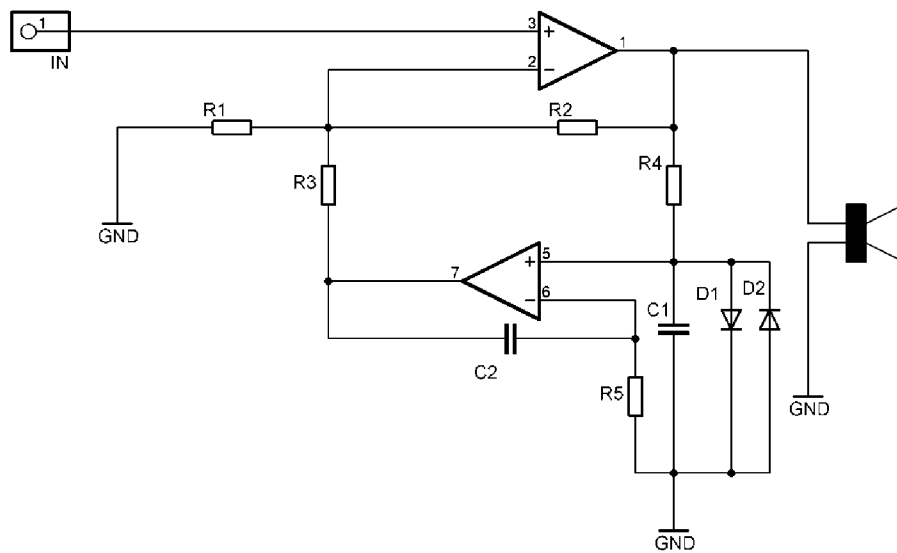 1
IN
3
+
2
−
1
R1
R2
R3
R4
GND
7
+
5
−
6
C1
D1
D2
C2
R5
GND
GND